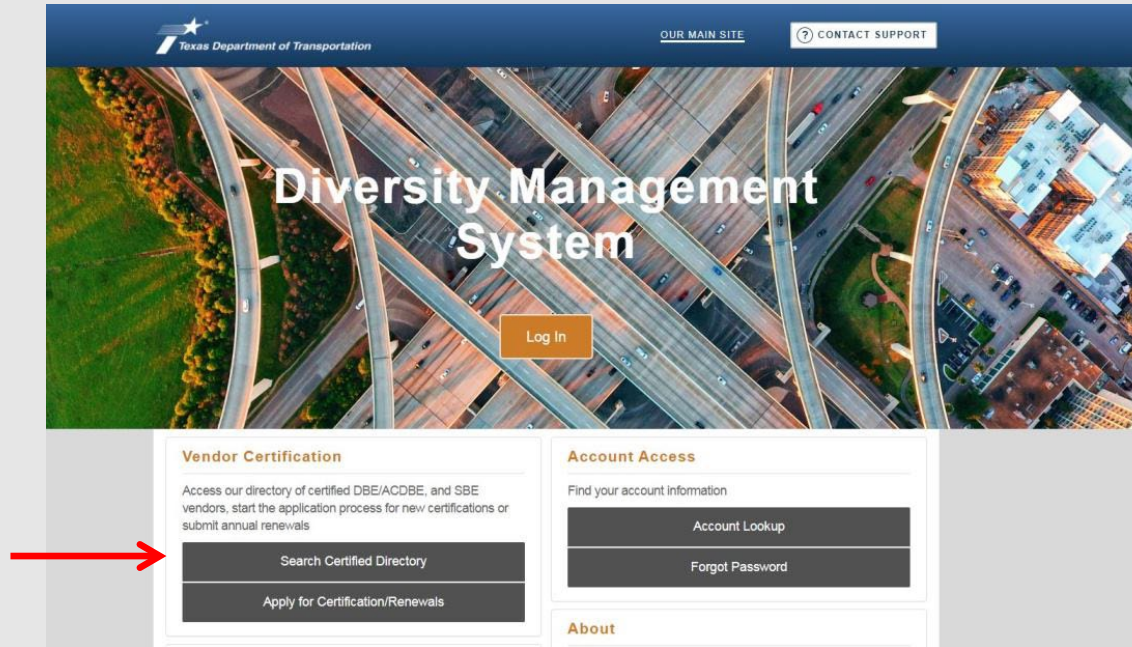 Texas Department of Transportation
OUR MAIN SITE
? CONTACT SUPPORT
Diversity Management
System
Log In
Vendor Certification
Access our directory of certified DBE/ACDBE, and SBE
vendors, start the application process for new certifications or
submit annual renewals
Search Certified Directory
Apply for Certification/Renewals
Account Access
Find your account information
Account Lookup
Forgot Password
About